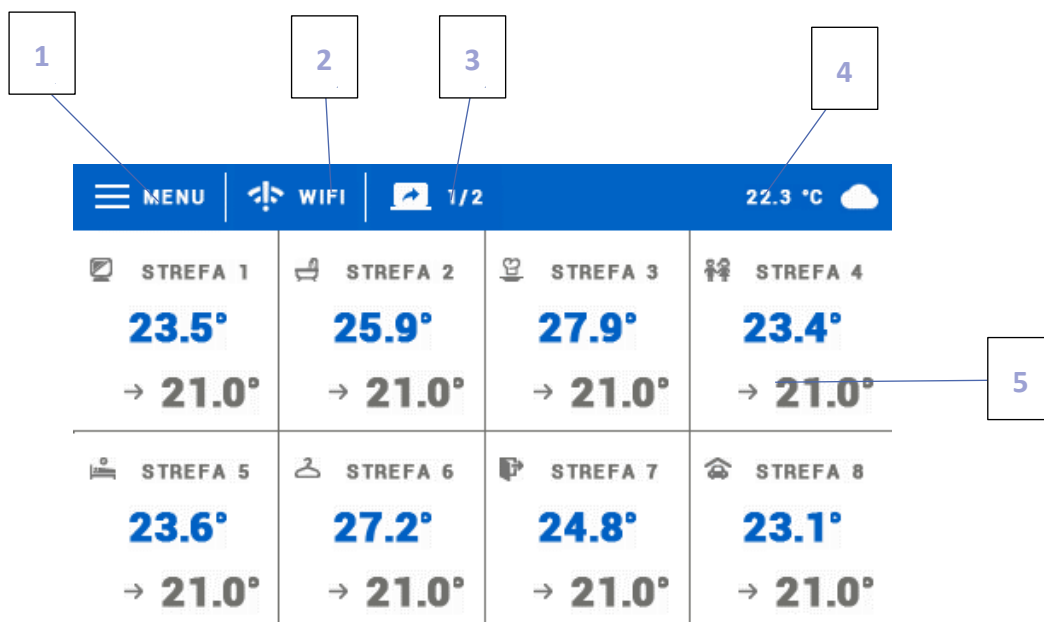 1
2
3
4
MENU WIFI 1/2 22.3 °C
STREFA 1 STREFA 2 STREFA 3 STREFA 4
23.5° 25.9° 27.9° 23.4°
→ 21.0° → 21.0° → 21.0° → 21.0°
5
STREFA 5 STREFA 6 STREFA 7 STREFA 8
23.6° 27.2° 24.8° 23.1°
→ 21.0° → 21.0° → 21.0° → 21.0°